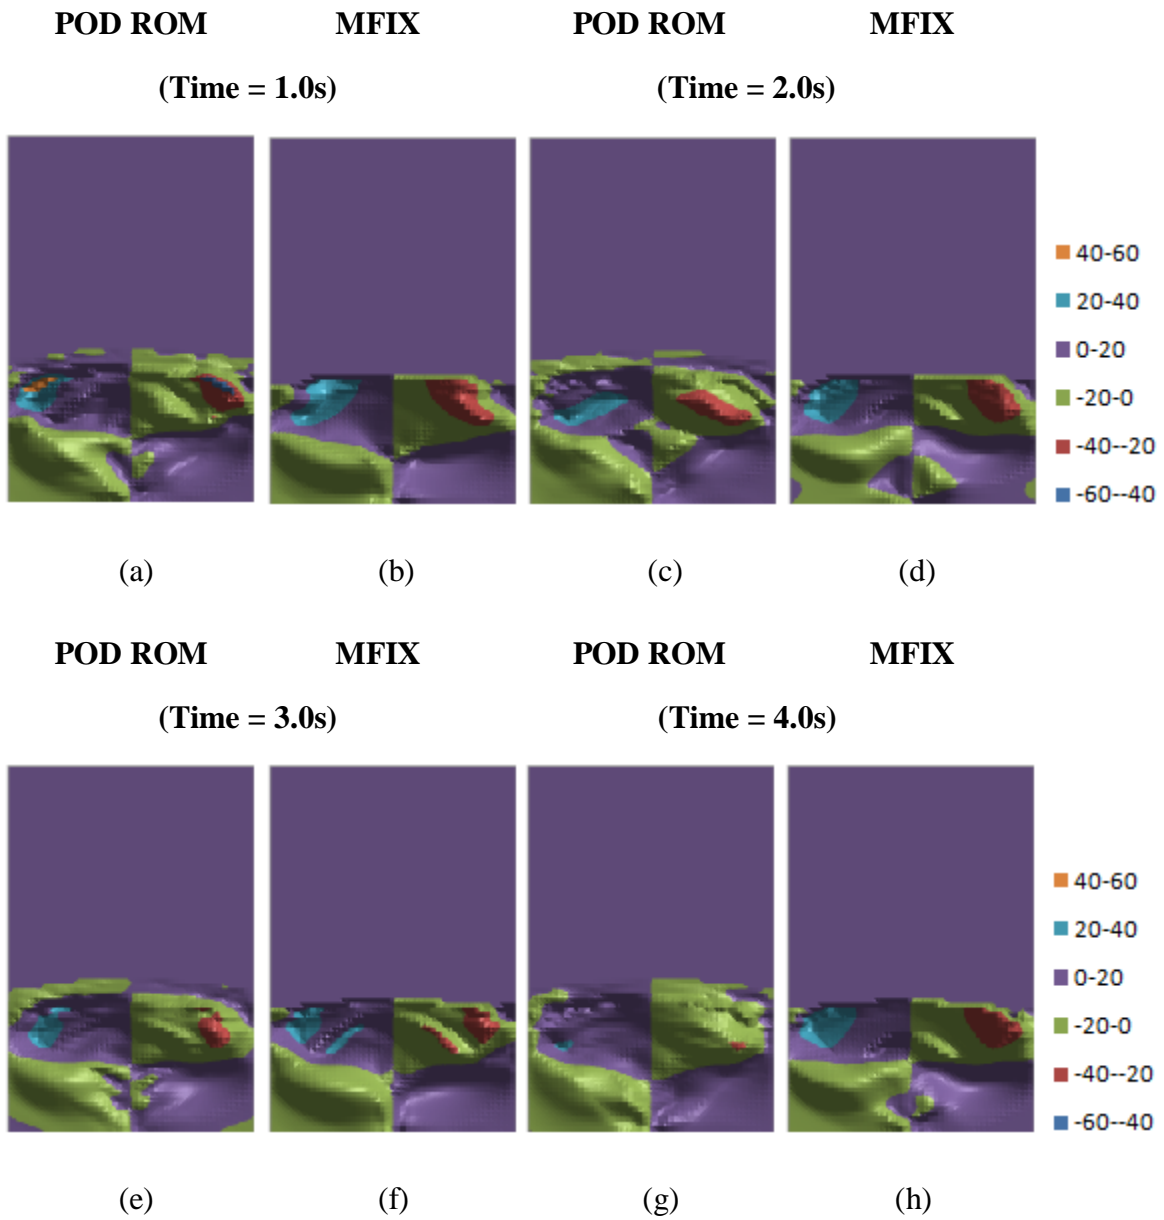 POD ROM MFIX POD ROM MFIX
(Time = 1.0s) (Time = 2.0s)
40-60
20-40
0-20
-20-0
-40--20
-60--40
(a) (b) (c) (d)
POD ROM MFIX POD ROM MFIX
(Time = 3.0s) (Time = 4.0s)
40-60
20-40
0-20
-20-0
-40--20
-60--40
(e) (f) (g) (h)